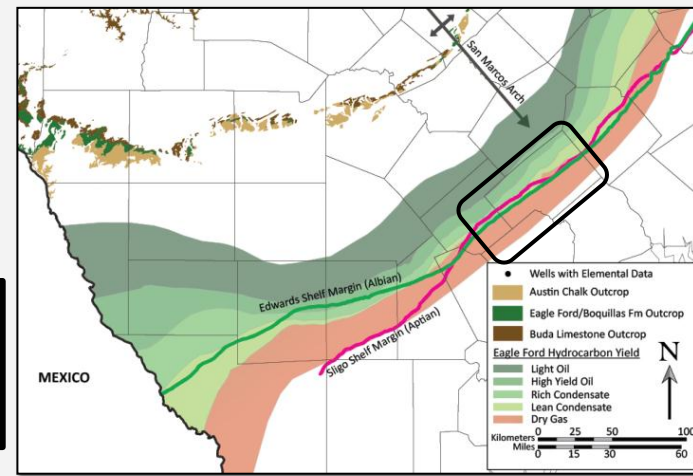 San Marcos Arch
Edwards Shelf Margin (Albian)
Sligo Shelf Margin (Aptian)
MEXICO
Wells with Elemental Data
Austin Chalk Outcrop
Eagle Ford/Boquillas Fm Outcrop
Buda Limestone Outcrop
Eagle Ford Hydrocarbon Yield
Light Oil
High Yield Oil
Rich Condensate
Lean Condensate
Dry Gas
N
Kilometers 0 25 50 100
Miles 0 15 30 60